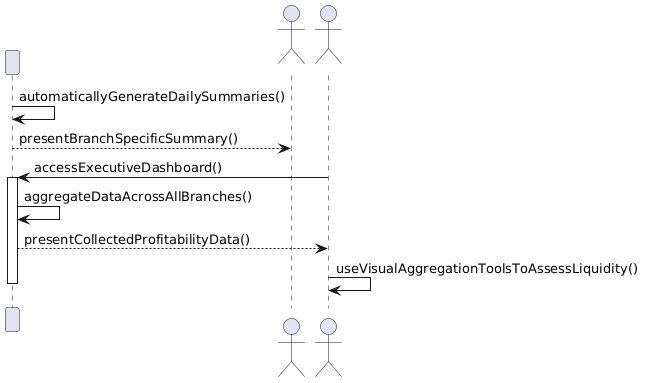 automaticallyGenerateDailySummaries()
presentBranchSpecificSummary()
accessExecutiveDashboard()
aggregateDataAcrossAllBranches()
presentCollectedProfitabilityData()
useVisualAggregationToolsToAssessLiquidity()